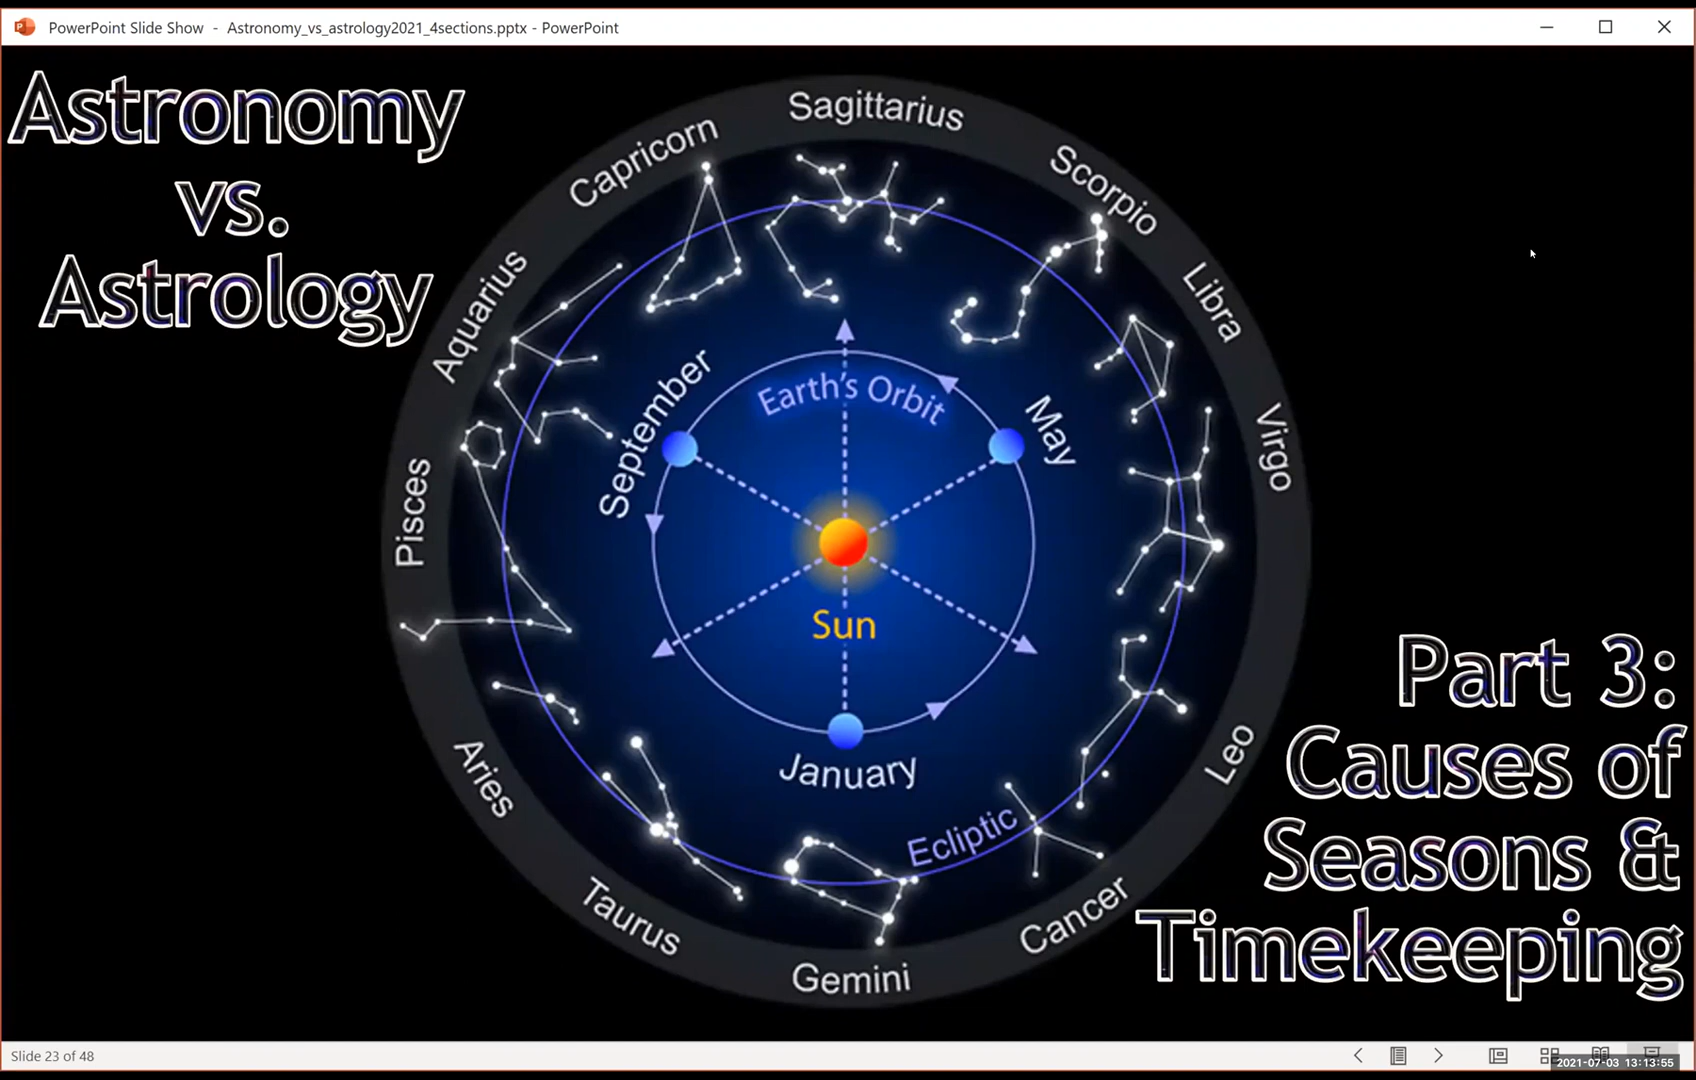 PowerPoint Slide Show - Astronomy_vs_astrology2021_4sections.pptx - PowerPoint
Astronomy
vs.
Astrology
Sagittarius
Capricorn
Scorpio
Aquarius
Libra
Pisces
Virgo
Aries
Leo
Taurus
Cancer
Gemini
September
Earth's Orbit
May
Sun
January
Ecliptic
Part 3:
Causes of
Seasons &
Timekeeping
Slide 23 of 48
2021-07-03 13:13:55